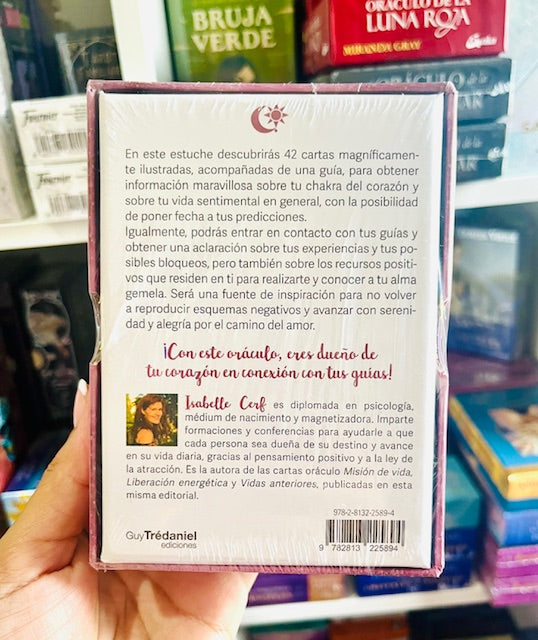 BRUJA
VERDE
ORÁCULO DE LA
LUNA ROJA
MIRANDA GRAY
ORÁCULO de la
Fournier
Fournier
En este estuche descubrirás 42 cartas magníficamen-
te ilustradas, acompañadas de una guía, para obtener
información maravillosa sobre tu chakra del corazón y
sobre tu vida sentimental en general, con la posibilidad
de poner fecha a tus predicciones.
Igualmente, podrás entrar en contacto con tus guías y
obtener una aclaración sobre tus experiencias y tus po-
sibles bloqueos, pero también sobre los recursos positi-
vos que residen en ti para realizarte y conocer a tu alma
gemela. Será una fuente de inspiración para no volver
a reproducir esquemas negativos y avanzar con sereni-
dad y alegría por el camino del amor.
¡Con este oráculo, eres dueño de
tu corazón en conexión con tus guías!
Isabelle Cerf es diplomada en psicología,
médium de nacimiento y magnetizadora. Imparte
formaciones y conferencias para ayudarle a que
cada persona sea dueña de su destino y avance
en su vida diaria, gracias al pensamiento positivo y a la ley de
la atracción. Es la autora de las cartas oráculo Misión de vida,
Liberación energética y Vidas anteriores, publicadas en esta
misma editorial.
978-2-8132-2589-4
9 782813 225894
Guy Trédaniel
ediciones